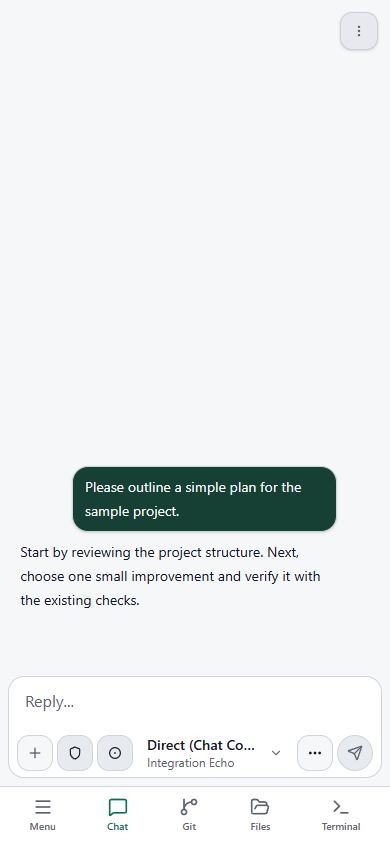 Please outline a simple plan for the
sample project.
Start by reviewing the project structure. Next,
choose one small improvement and verify it with
the existing checks.
Reply...
Direct (Chat Co...
Integration Echo
Menu
Chat
Git
Files
Terminal